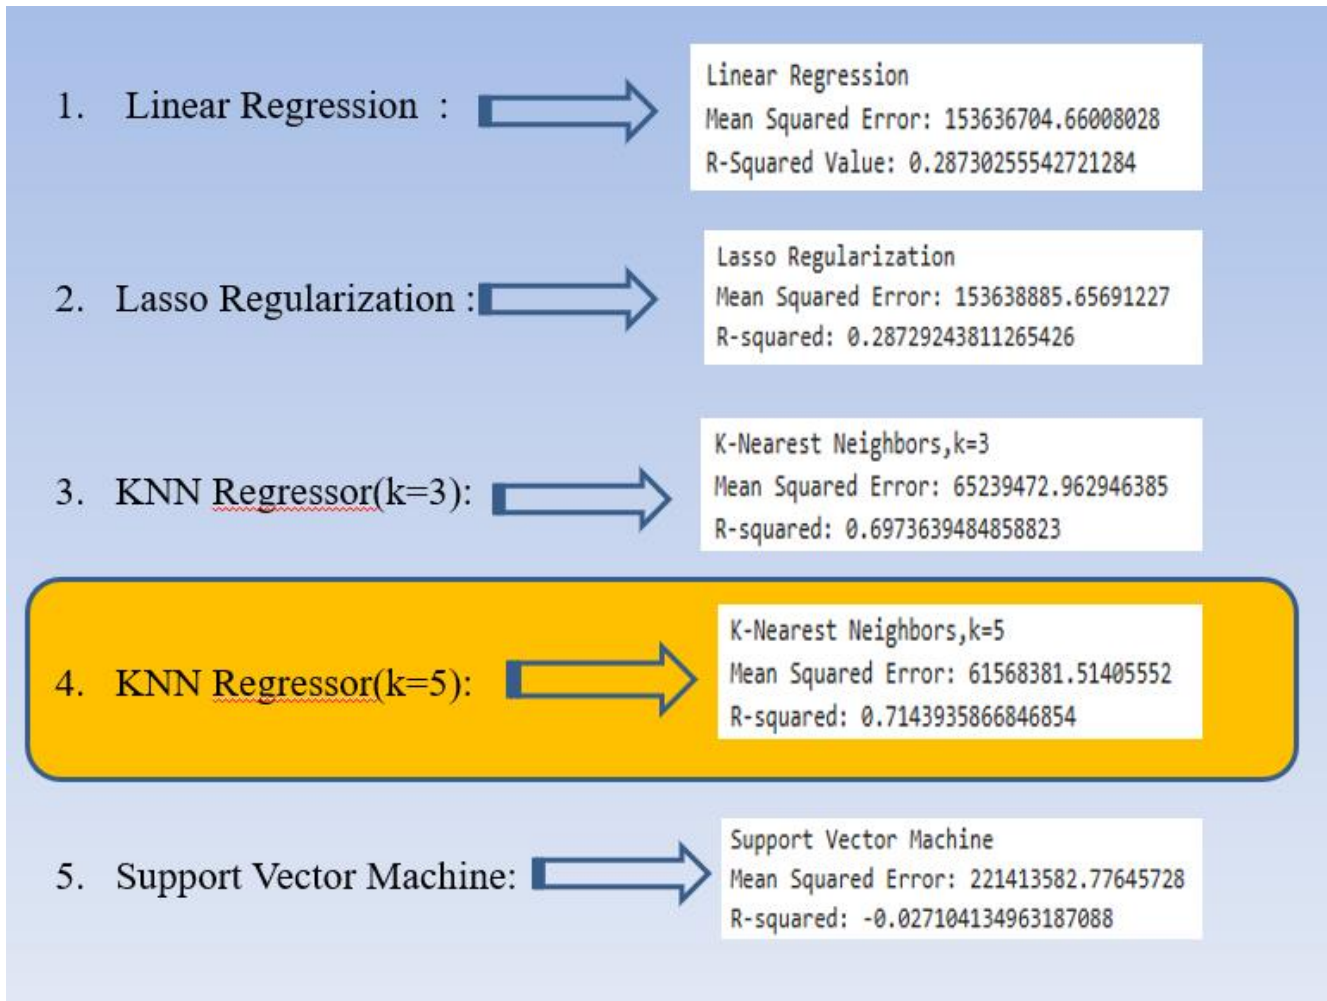 1. Linear Regression :
Linear Regression
Mean Squared Error: 153636704.66008028
R-Squared Value: 0.28730255542721284
2. Lasso Regularization :
Lasso Regularization
Mean Squared Error: 153638885.65691227
R-squared: 0.28729243811265426
3. KNN Regressor(k=3):
K-Nearest Neighbors,k=3
Mean Squared Error: 65239472.962946385
R-squared: 0.6973639484858823
4. KNN Regressor(k=5):
K-Nearest Neighbors,k=5
Mean Squared Error: 61568381.51405552
R-squared: 0.7143935866846854
5. Support Vector Machine:
Support Vector Machine
Mean Squared Error: 221413582.77645728
R-squared: -0.027104134963187088